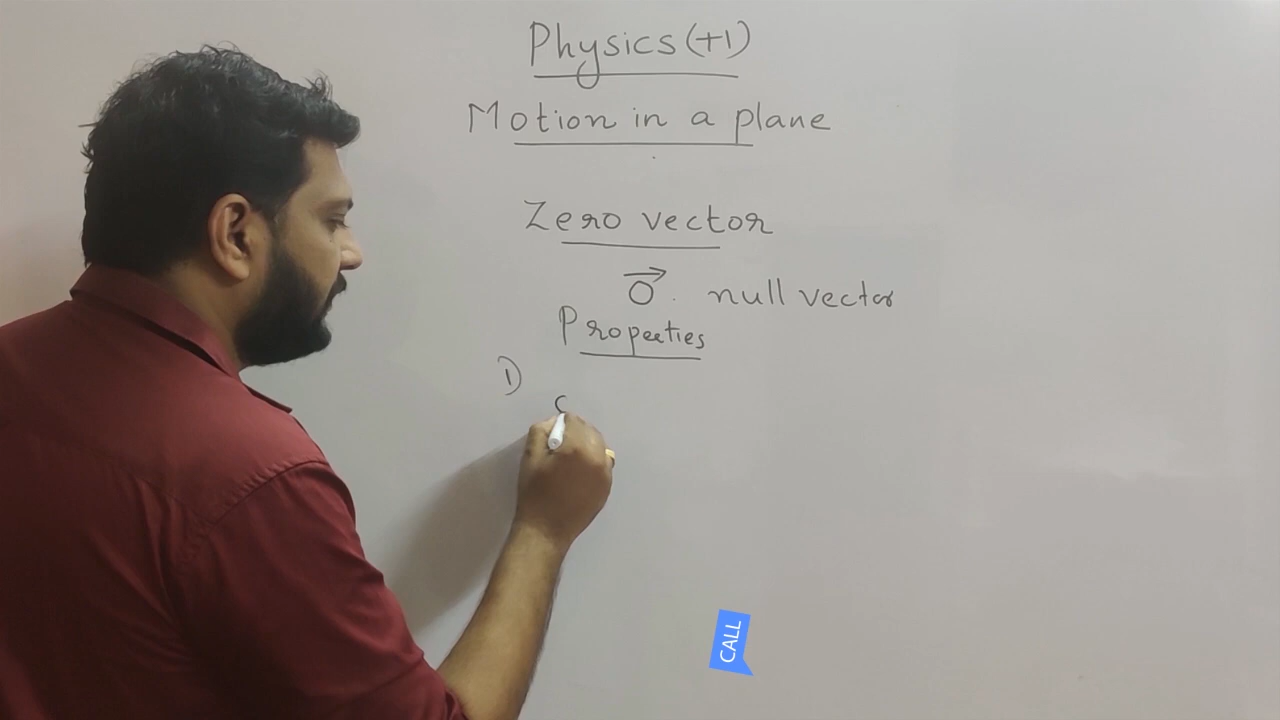 Physics (+1)
Motion in a plane
Zero vector
0⃗. null vector
Properties
1)
CALL